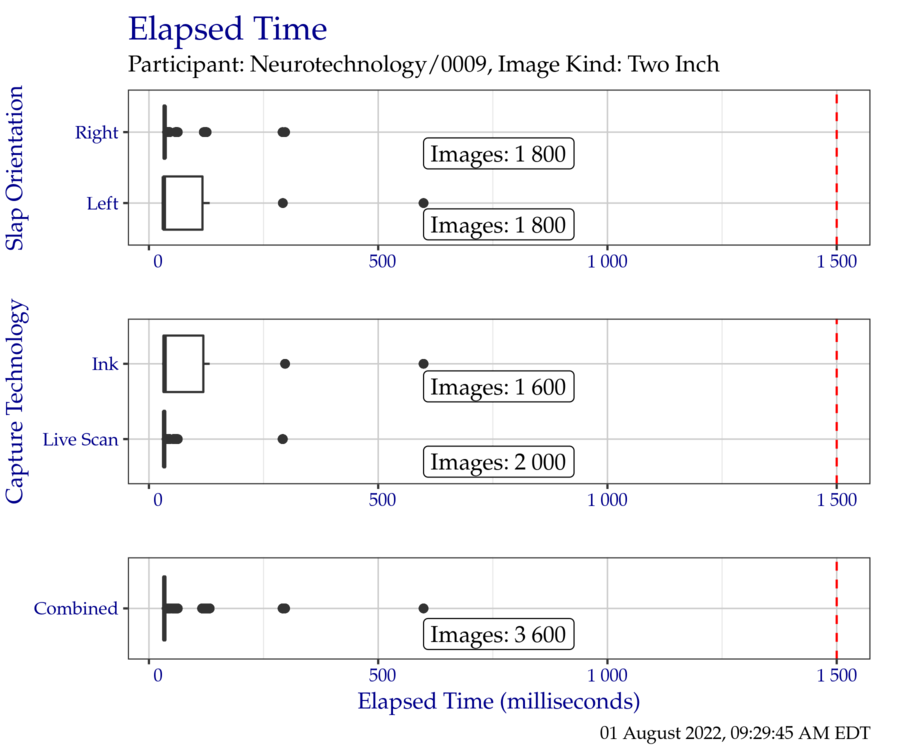 Elapsed Time
Participant: Neurotechnology/0009, Image Kind: Two Inch
Slap Orientation
Right
Images: 1 800
Left
Images: 1 800
0 500 1 000 1 500
Capture Technology
Ink
Images: 1 600
Live Scan
Images: 2 000
0 500 1 000 1 500
Combined
Images: 3 600
0 500 1 000 1 500
Elapsed Time (milliseconds)
01 August 2022, 09:29:45 AM EDT